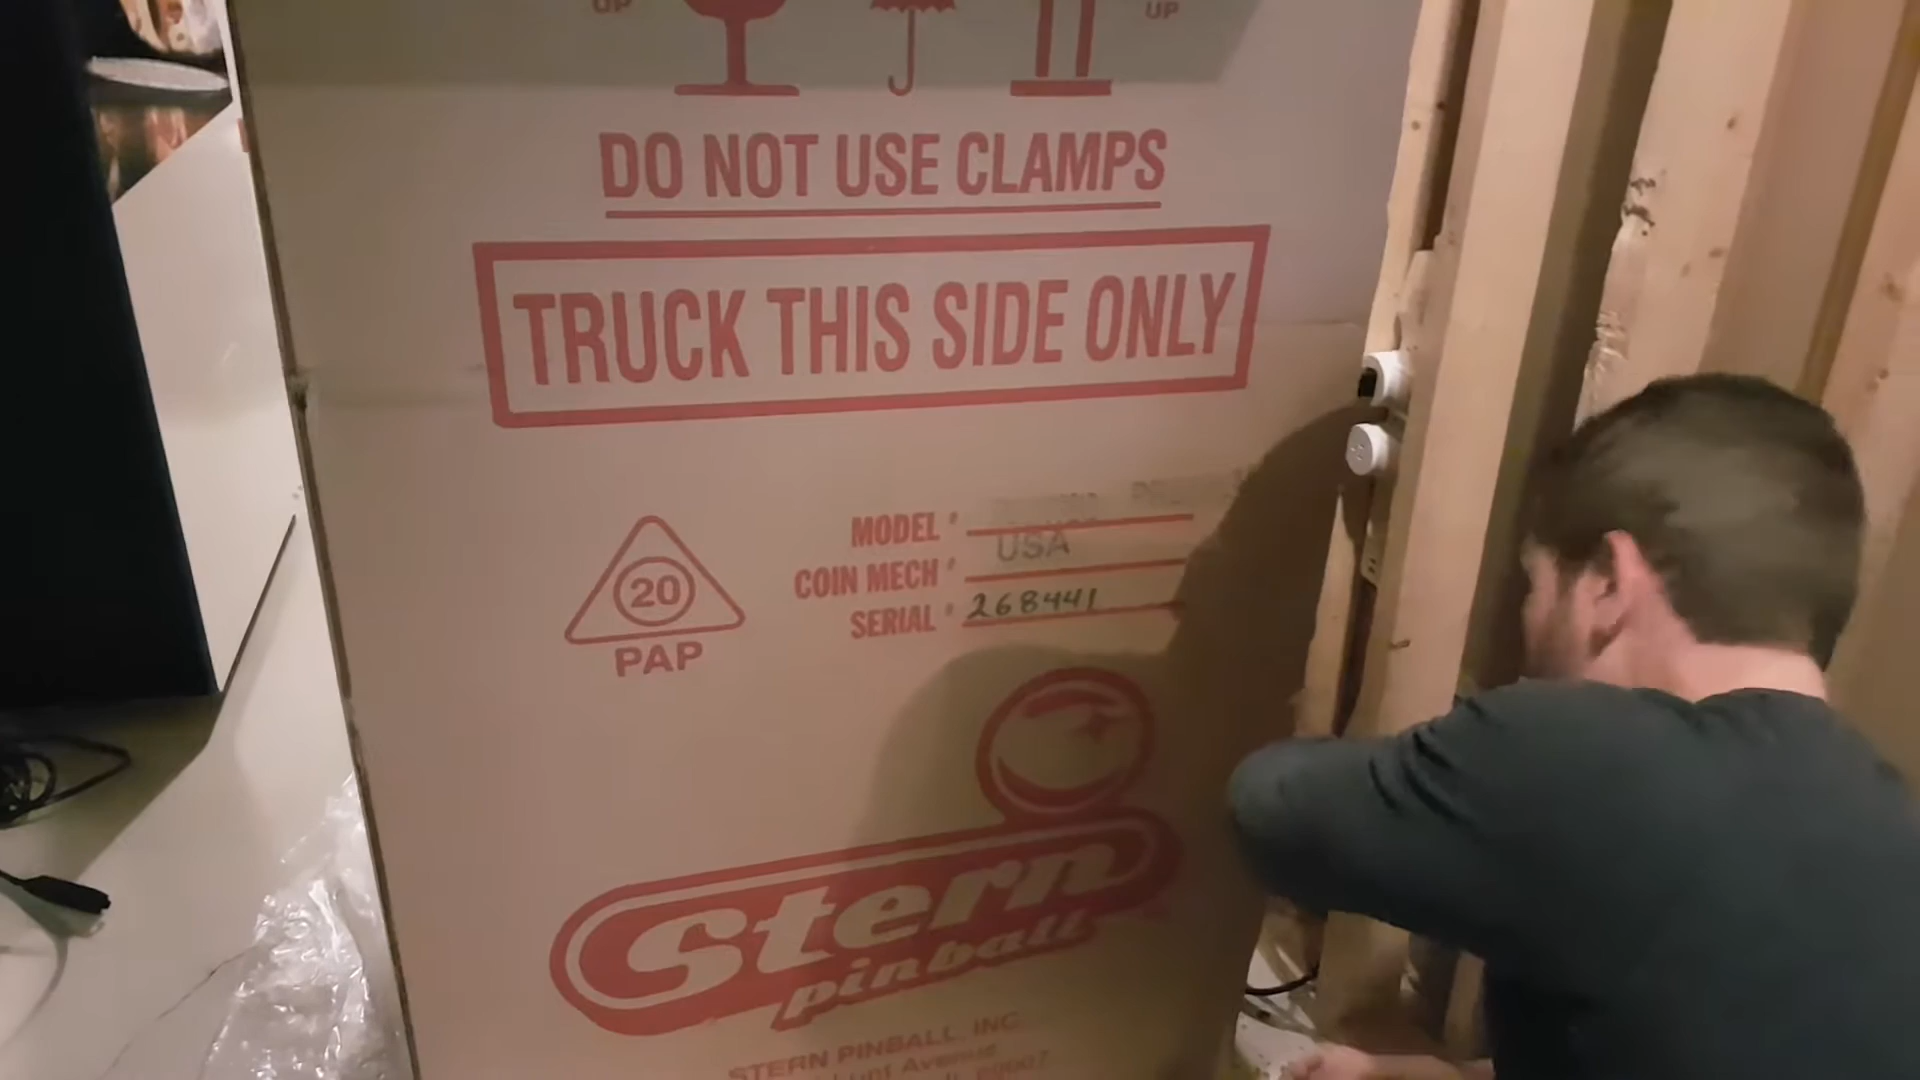 UP UP
DO NOT USE CLAMPS
TRUCK THIS SIDE ONLY
MODEL #
USA
COIN MECH #
SERIAL # 268441
20
PAP
Stern
pinball
STERN PINBALL, INC.
Avenue